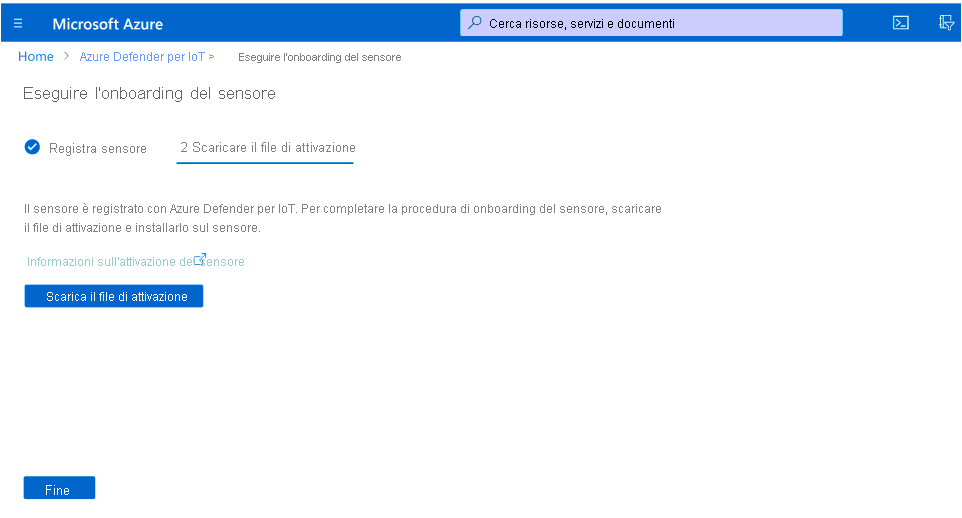 Microsoft Azure
Cerca risorse, servizi e documenti
Home > Azure Defender per IoT > Eseguire l'onboarding del sensore
Eseguire l'onboarding del sensore
Registra sensore
2 Scaricare il file di attivazione
Il sensore è registrato con Azure Defender per IoT. Per completare la procedura di onboarding del sensore, scaricare
il file di attivazione e installarlo sul sensore.
Informazioni sull'attivazione del sensore
Scarica il file di attivazione
Fine